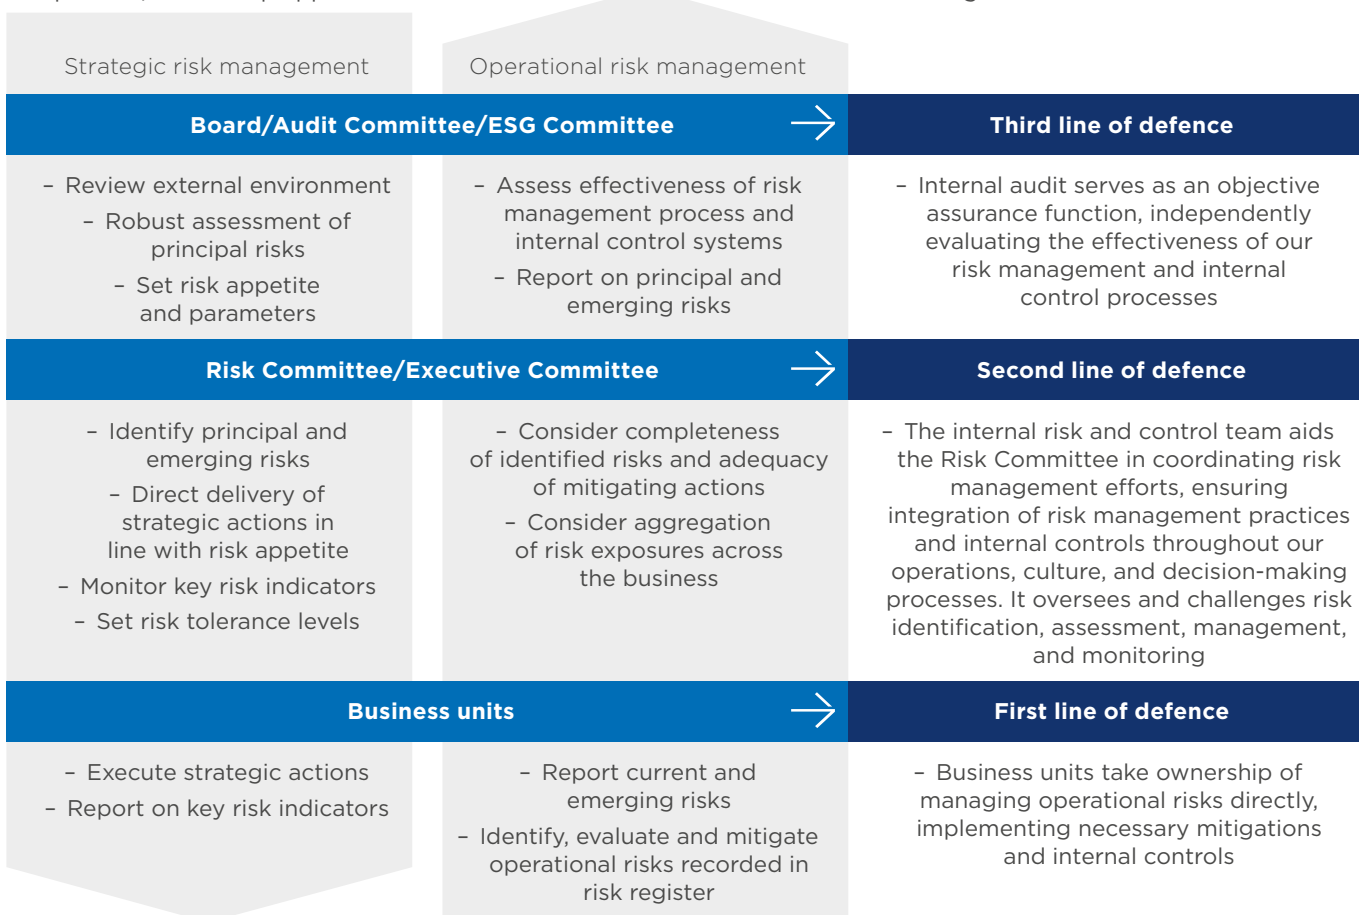 Strategic risk management
Operational risk management
Board/Audit Committee/ESG Committee
Third line of defence
– Review external environment
– Robust assessment of
principal risks
– Set risk appetite
and parameters
– Assess effectiveness of risk
management process and
internal control systems
– Report on principal and
emerging risks
– Internal audit serves as an objective
assurance function, independently
evaluating the effectiveness of our
risk management and internal
control processes
Risk Committee/Executive Committee
Second line of defence
– Identify principal and
emerging risks
– Direct delivery of
strategic actions in
line with risk appetite
– Monitor key risk indicators
– Set risk tolerance levels
– Consider completeness
of identified risks and adequacy
of mitigating actions
– Consider aggregation
of risk exposures across
the business
– The internal risk and control team aids
the Risk Committee in coordinating risk
management efforts, ensuring
integration of risk management practices
and internal controls throughout our
operations, culture, and decision-making
processes. It oversees and challenges risk
identification, assessment, management,
and monitoring
Business units
First line of defence
– Execute strategic actions
– Report on key risk indicators
– Report current and
emerging risks
– Identify, evaluate and mitigate
operational risks recorded in
risk register
– Business units take ownership of
managing operational risks directly,
implementing necessary mitigations
and internal controls